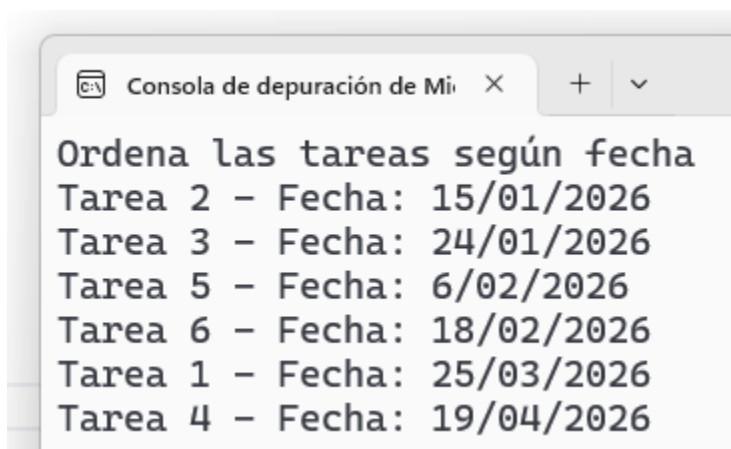 Consola de depuración de Mi
Ordena las tareas según fecha
Tarea 2 – Fecha: 15/01/2026
Tarea 3 – Fecha: 24/01/2026
Tarea 5 – Fecha: 6/02/2026
Tarea 6 – Fecha: 18/02/2026
Tarea 1 – Fecha: 25/03/2026
Tarea 4 – Fecha: 19/04/2026